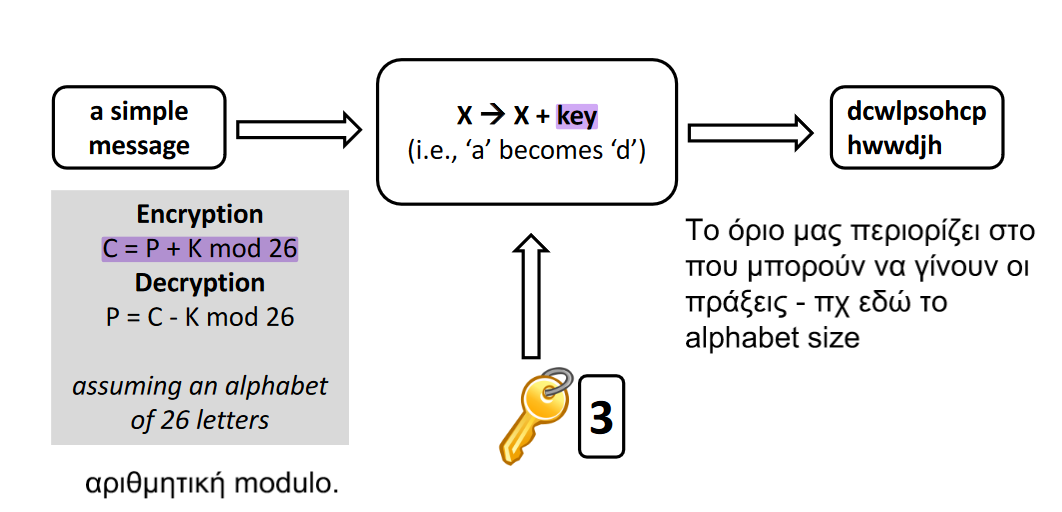 a simple
message
X → X + key
(i.e., ‘a’ becomes ‘d’)
dcwlpsohcp
hwwdjh
Encryption
C = P + K mod 26
Decryption
P = C - K mod 26
assuming an alphabet
of 26 letters
Το όριο μας περιορίζει στο
που μπορούν να γίνουν οι
πράξεις - πχ εδώ το
alphabet size
3
αριθμητική modulo.